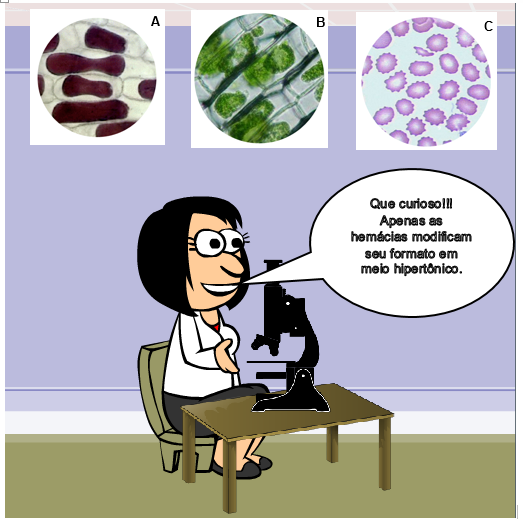 A
B
C
Que curioso!!!
Apenas as
hemácias modificam
seu formato em
meio hipertônico.